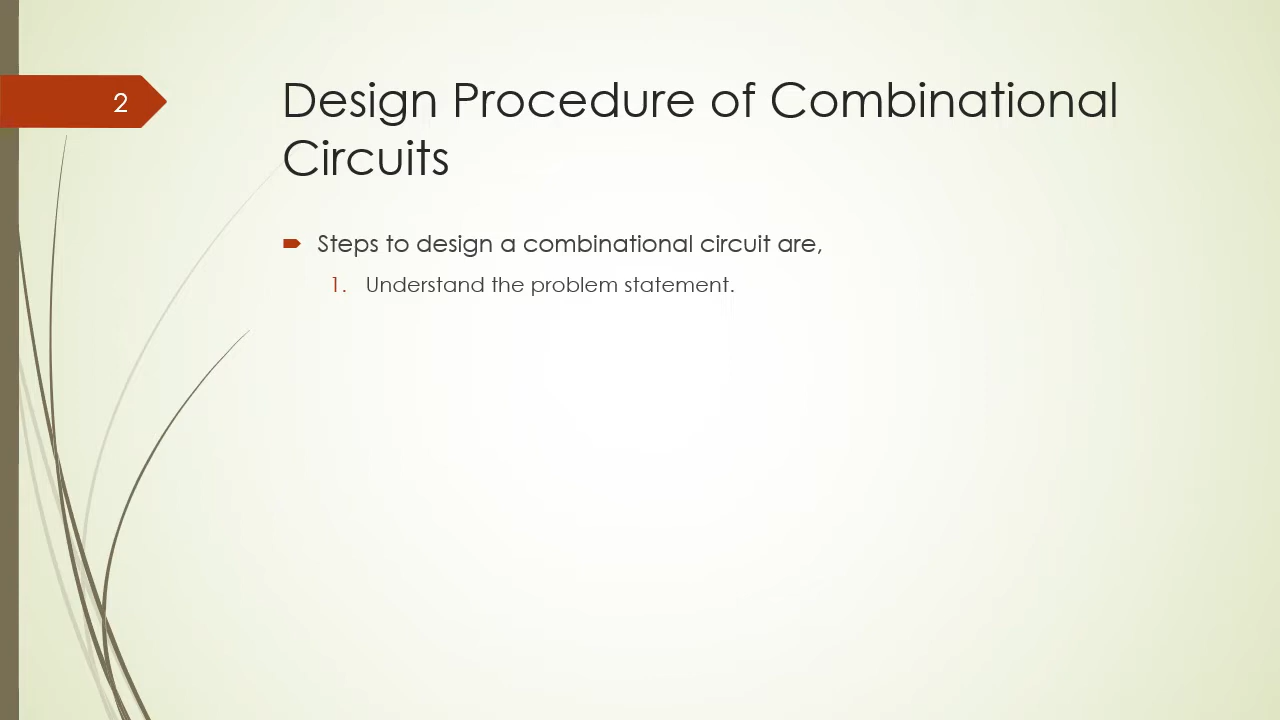 2
Design Procedure of Combinational
Circuits
Steps to design a combinational circuit are,
1. Understand the problem statement.